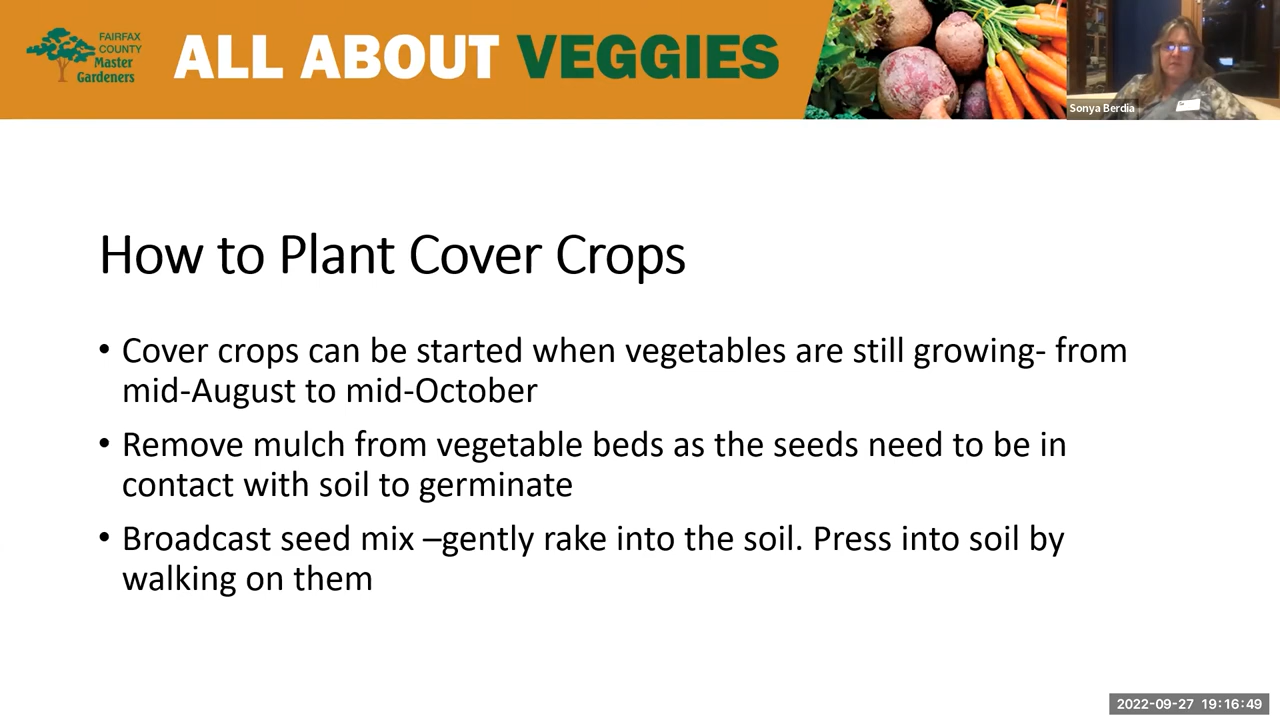 FAIRFAX
COUNTY
Master
Gardeners
ALL ABOUT VEGGIES
Sonya Berdia
How to Plant Cover Crops
• Cover crops can be started when vegetables are still growing- from
mid-August to mid-October
• Remove mulch from vegetable beds as the seeds need to be in
contact with soil to germinate
• Broadcast seed mix –gently rake into the soil. Press into soil by
walking on them
2022-09-27 19:16:49